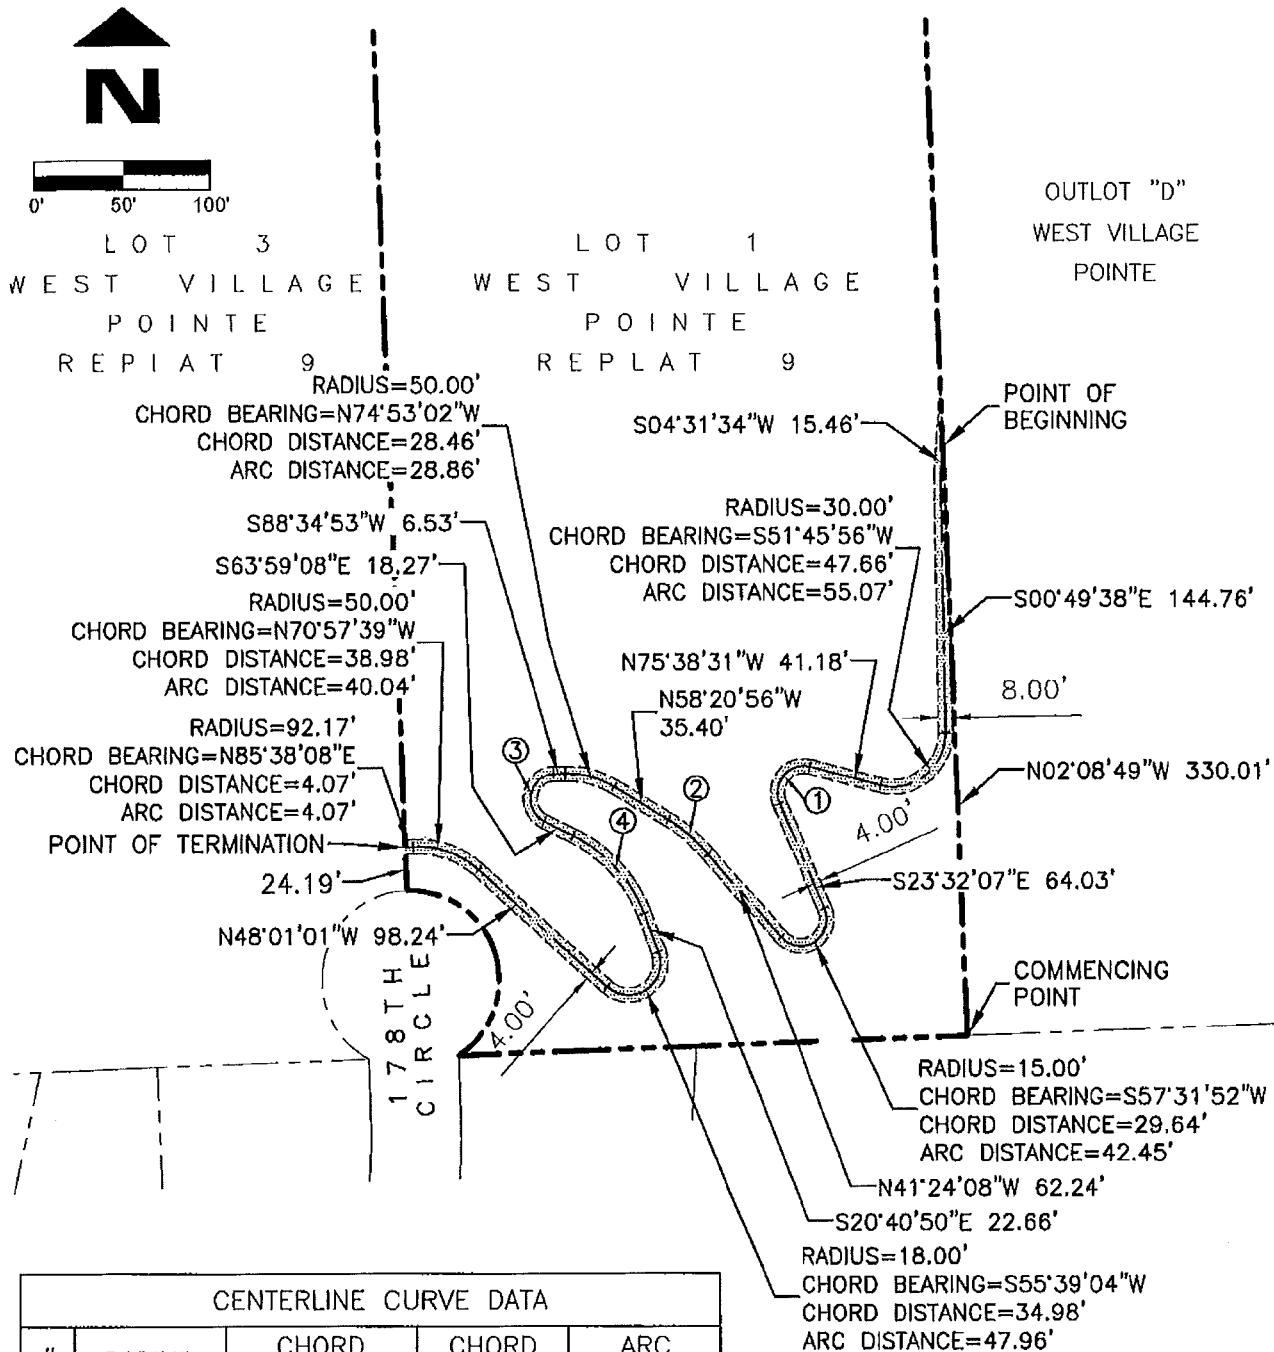 N
0' 50' 100'
OUTLOT "D"
WEST VILLAGE
POINTE
LOT 3
WEST VILLAGE
POINTE
REPIAT 9
LOT 1
WEST VILLAGE
POINTE
REPLAT 9
RADIUS=50.00'
CHORD BEARING=N74°53'02"W
CHORD DISTANCE=28.46'
ARC DISTANCE=28.86'
S04°31'34"W 15.46'
POINT OF
BEGINNING
S88°34'53"W 6.53'
S63°59'08"E 18.27'
RADIUS=30.00'
CHORD BEARING=S51°45'56"W
CHORD DISTANCE=47.66'
ARC DISTANCE=55.07'
S00°49'38"E 144.76'
RADIUS=50.00'
CHORD BEARING=N70°57'39"W
CHORD DISTANCE=38.98'
ARC DISTANCE=40.04'
N75°38'31"W 41.18'
N58°20'56"W
35.40'
8.00'
RADIUS=92.17'
CHORD BEARING=N85°38'08"E
CHORD DISTANCE=4.07'
ARC DISTANCE=4.07'
3
2
1
4
N02°08'49"W 330.01'
4.00'
POINT OF TERMINATION
24.19'
S23°32'07"E 64.03'
N48°01'01"W 98.24'
178TH
CIRCLE
4.00'
COMMENCING
POINT
RADIUS=15.00'
CHORD BEARING=S57°31'52"W
CHORD DISTANCE=29.64'
ARC DISTANCE=42.45'
N41°24'08"W 62.24'
S20°40'50"E 22.66'
RADIUS=18.00'
CHORD BEARING=S55°39'04"W
CHORD DISTANCE=34.98'
ARC DISTANCE=47.96'
CENTERLINE CURVE DATA
CHORD CHORD ARC